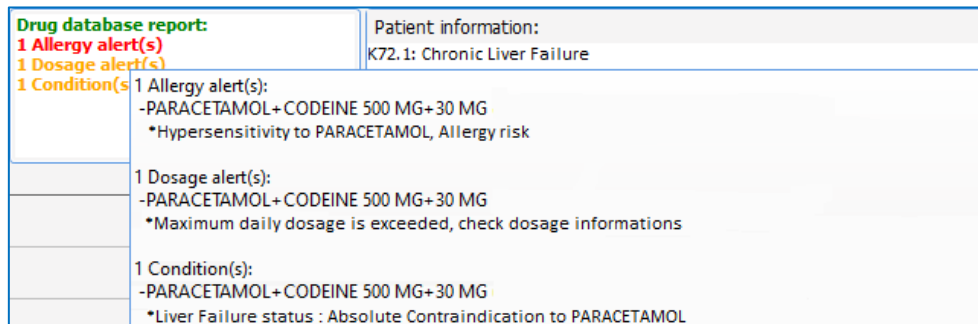 Drug database report:
1 Allergy alert(s)
1 Dosage alert(s)
1 Condition(s
Patient information:
K72.1: Chronic Liver Failure
1 Allergy alert(s):
-PARACETAMOL+CODEINE 500 MG+30 MG
*Hypersensitivity to PARACETAMOL, Allergy risk
1 Dosage alert(s):
-PARACETAMOL+CODEINE 500 MG+30 MG
*Maximum daily dosage is exceeded, check dosage informations
1 Condition(s):
-PARACETAMOL+CODEINE 500 MG+30 MG
*Liver Failure status : Absolute Contraindication to PARACETAMOL